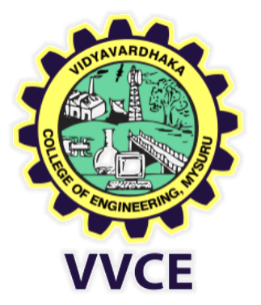 VIDYAVARDHAKA
COLLEGE OF ENGINEERING, MYSURU
VVCE